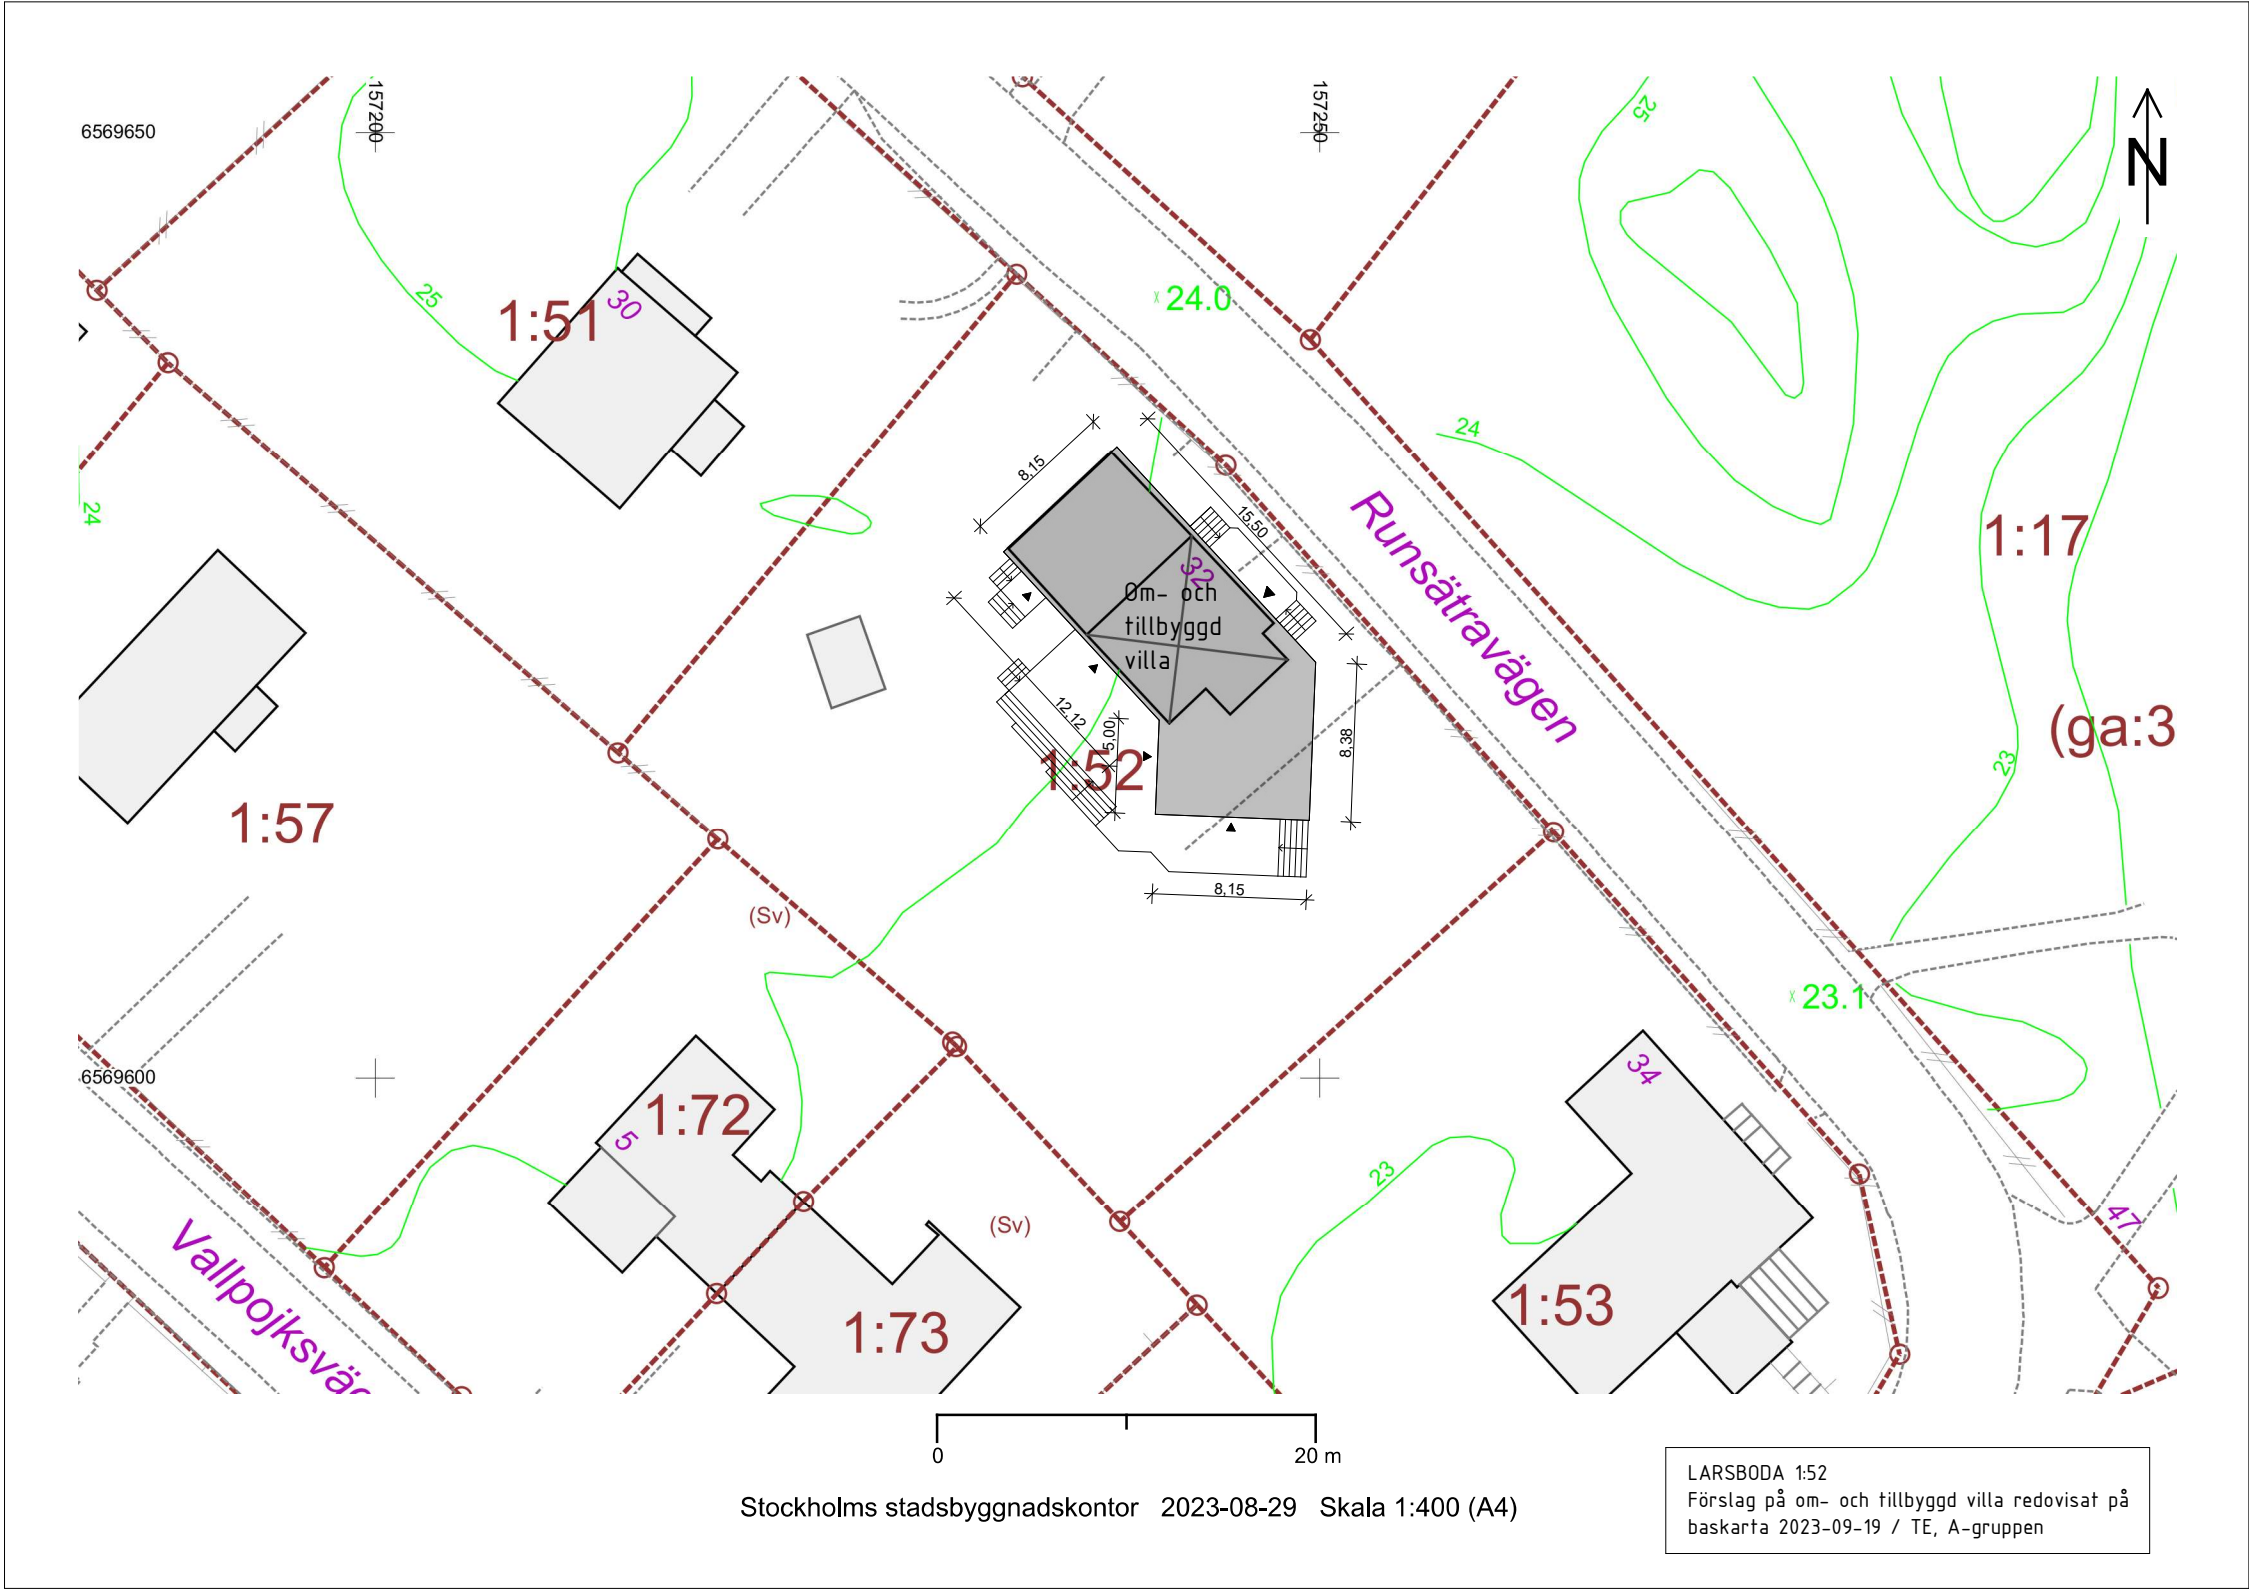 157200
157250
6569650
25
N
24.0
25
1:51
30
24
8,15
15,50
24
1:17
Runsätravägen
32
Om- och
tillbyggd
villa
12,12
5,00
8,38
1:52
(ga:3
23
1:57
8,15
(Sv)
23.1
6569600
34
1:72
5
23
(Sv)
47
Vallpojksväg
1:53
1:73
0
20 m
Stockholms stadsbyggnadskontor 2023-08-29 Skala 1:400 (A4)
LARSBODA 1:52
Förslag på om- och tillbyggd villa redovisat på
baskarta 2023-09-19 / TE, A-gruppen